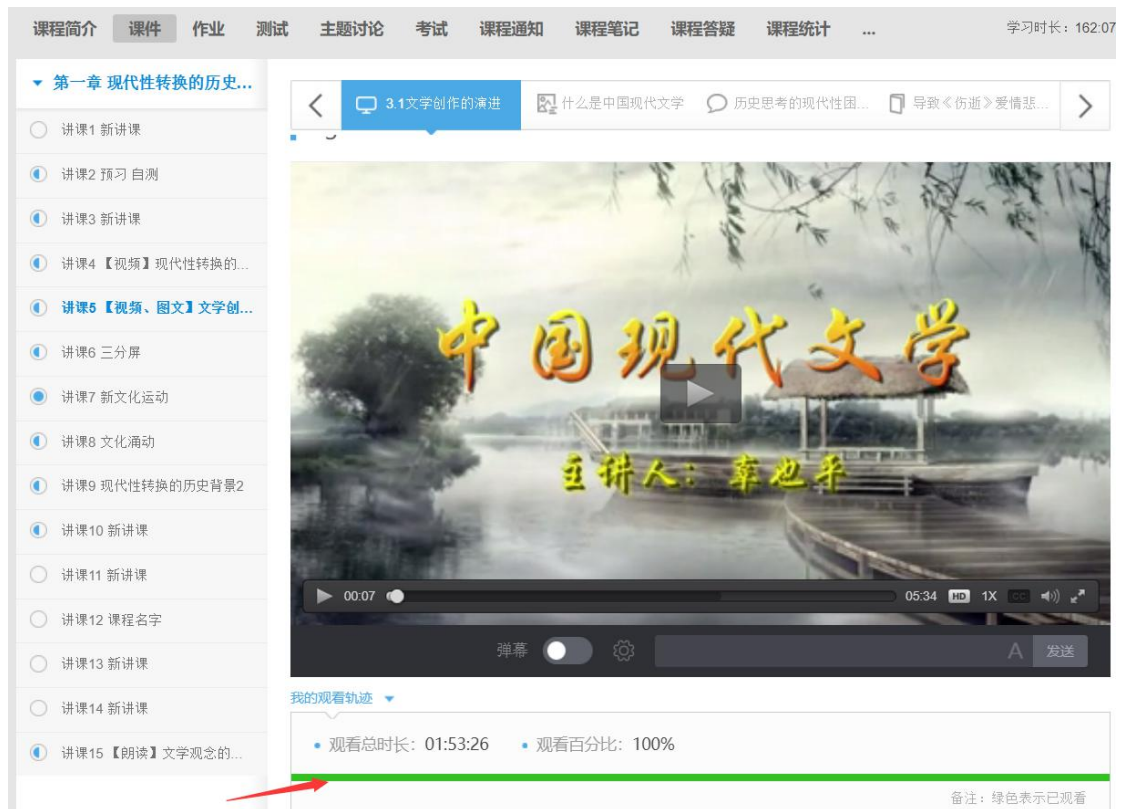 课程简介 课件 作业 测试 主题讨论 考试 课程通知 课程笔记 课程答疑 课程统计 ... 学习时长：162:07
第一章 现代性转换的历史...
讲课1 新讲课
讲课2 预习 自测
讲课3 新讲课
讲课4 【视频】现代性转换的...
讲课5 【视频、图文】文学创...
讲课6 三分屏
讲课7 新文化运动
讲课8 文化涌动
讲课9 现代性转换的历史背景2
讲课10 新讲课
讲课11 新讲课
讲课12 课程名字
讲课13 新讲课
讲课14 新讲课
讲课15 【朗读】文学观念的...
3.1文学创作的演进 什么是中国现代文学 历史思考的现代性困... 导致《伤逝》爱情悲...
中国现代文学
主讲人：辜也平
00:07 05:34 HD 1X CC
弹幕 A 发送
我的观看轨迹
观看总时长：01:53:26 观看百分比：100%
备注：绿色表示已观看